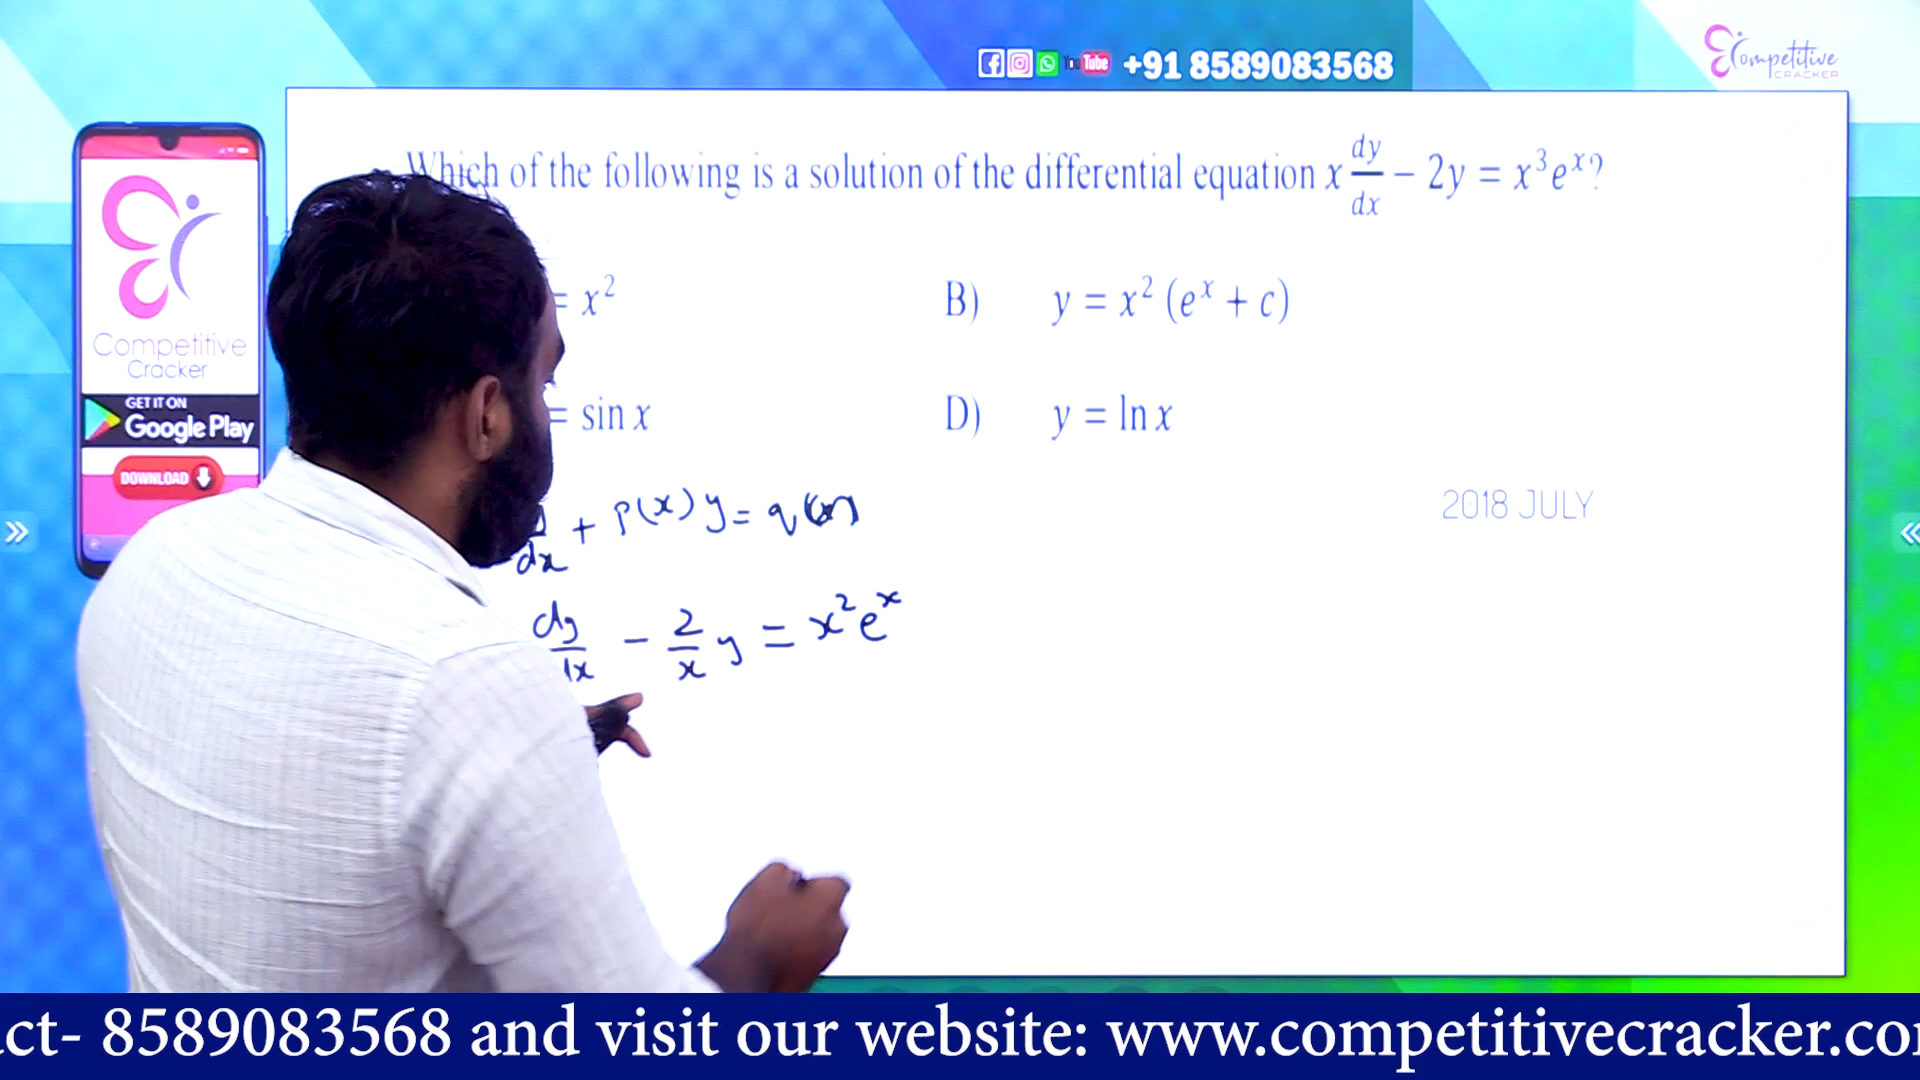 +91 8589083568
Competitive
CRACKER
Which of the following is a solution of the differential equation x dy/dx − 2y = x³eˣ?
= x²
B) y = x² (eˣ + c)
= sin x
D) y = ln x
2018 JULY
dx + P(x) y = q(x)
dy/dx − 2/x y = x²eˣ
Competitive
Cracker
GET IT ON
Google Play
DOWNLOAD
You Tube
- 8589083568 and visit our website: www.competitivecracker.co